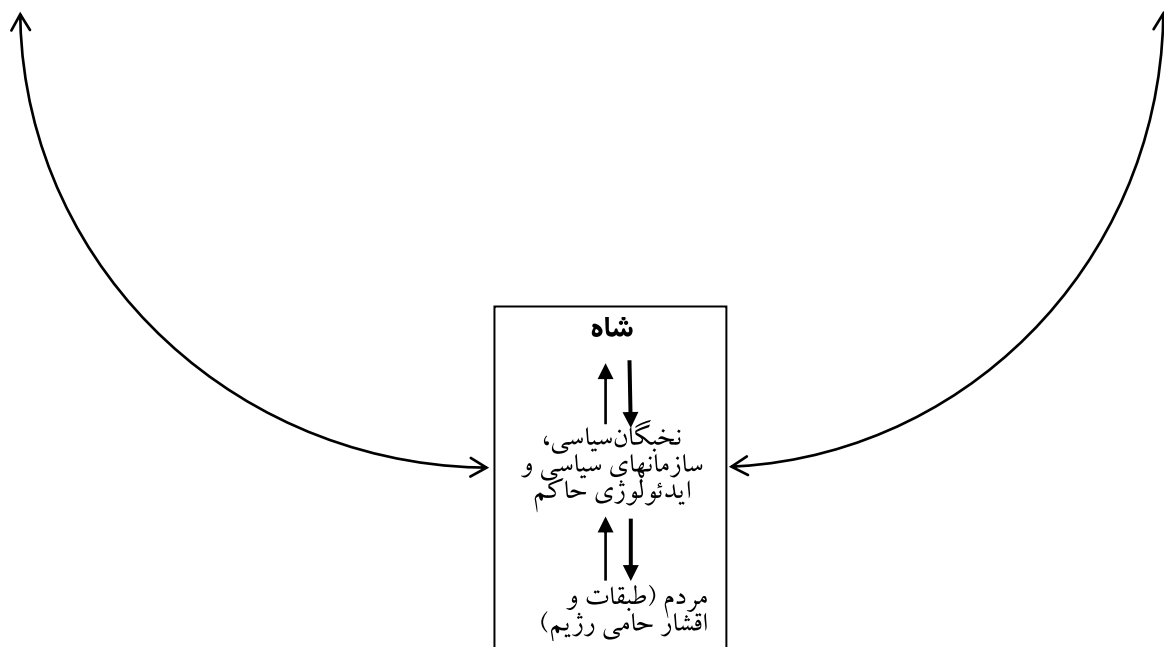 شاه
نخبگان‌سیاسی،
سازمانهای سیاسی و
ایدئولوژی حاکم
مردم (طبقات و
اقشار حامی رژیم)